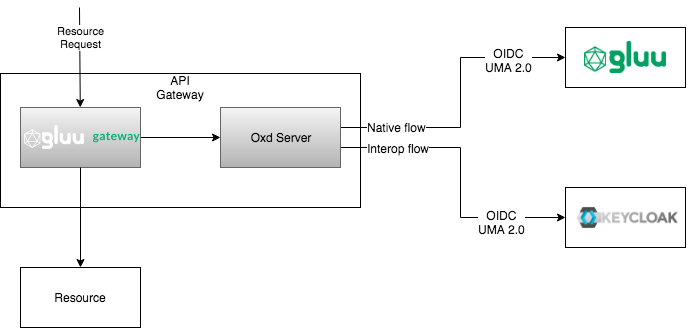 Resource
Request
API
Gateway
gluu gateway
Oxd Server
Native flow
Interop flow
OIDC
UMA 2.0
gluu
OIDC
UMA 2.0
KEYCLOAK
Resource